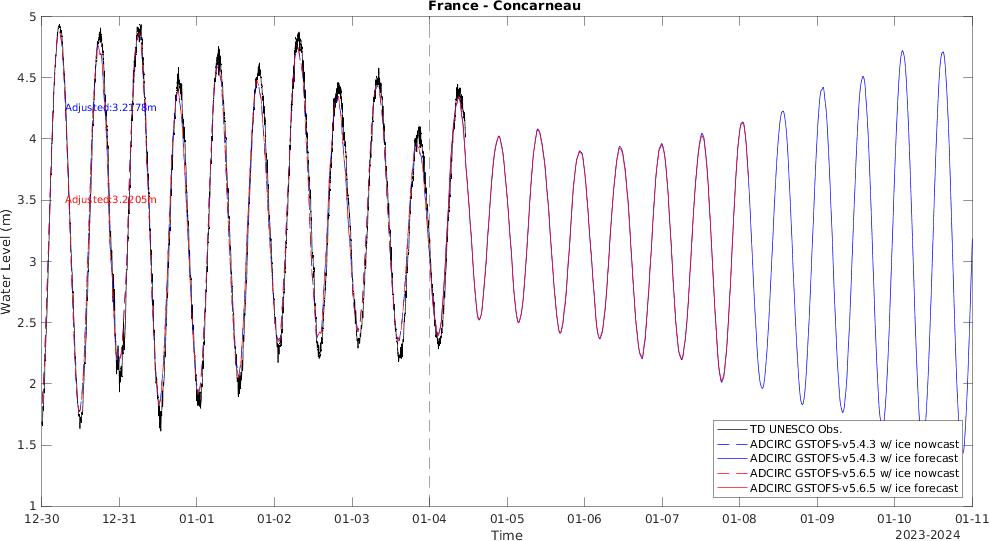 France - Concarneau
Water Level (m)
5
4.5
4
3.5
3
2.5
2
1.5
1
Adjusted:3.2178m
Adjusted:3.2205m
TD UNESCO Obs.
ADCIRC GSTOFS-v5.4.3 w/ ice nowcast
ADCIRC GSTOFS-v5.4.3 w/ ice forecast
ADCIRC GSTOFS-v5.6.5 w/ ice nowcast
ADCIRC GSTOFS-v5.6.5 w/ ice forecast
12-30 12-31 01-01 01-02 01-03 01-04 01-05 01-06 01-07 01-08 01-09 01-10 01-11
Time
2023-2024